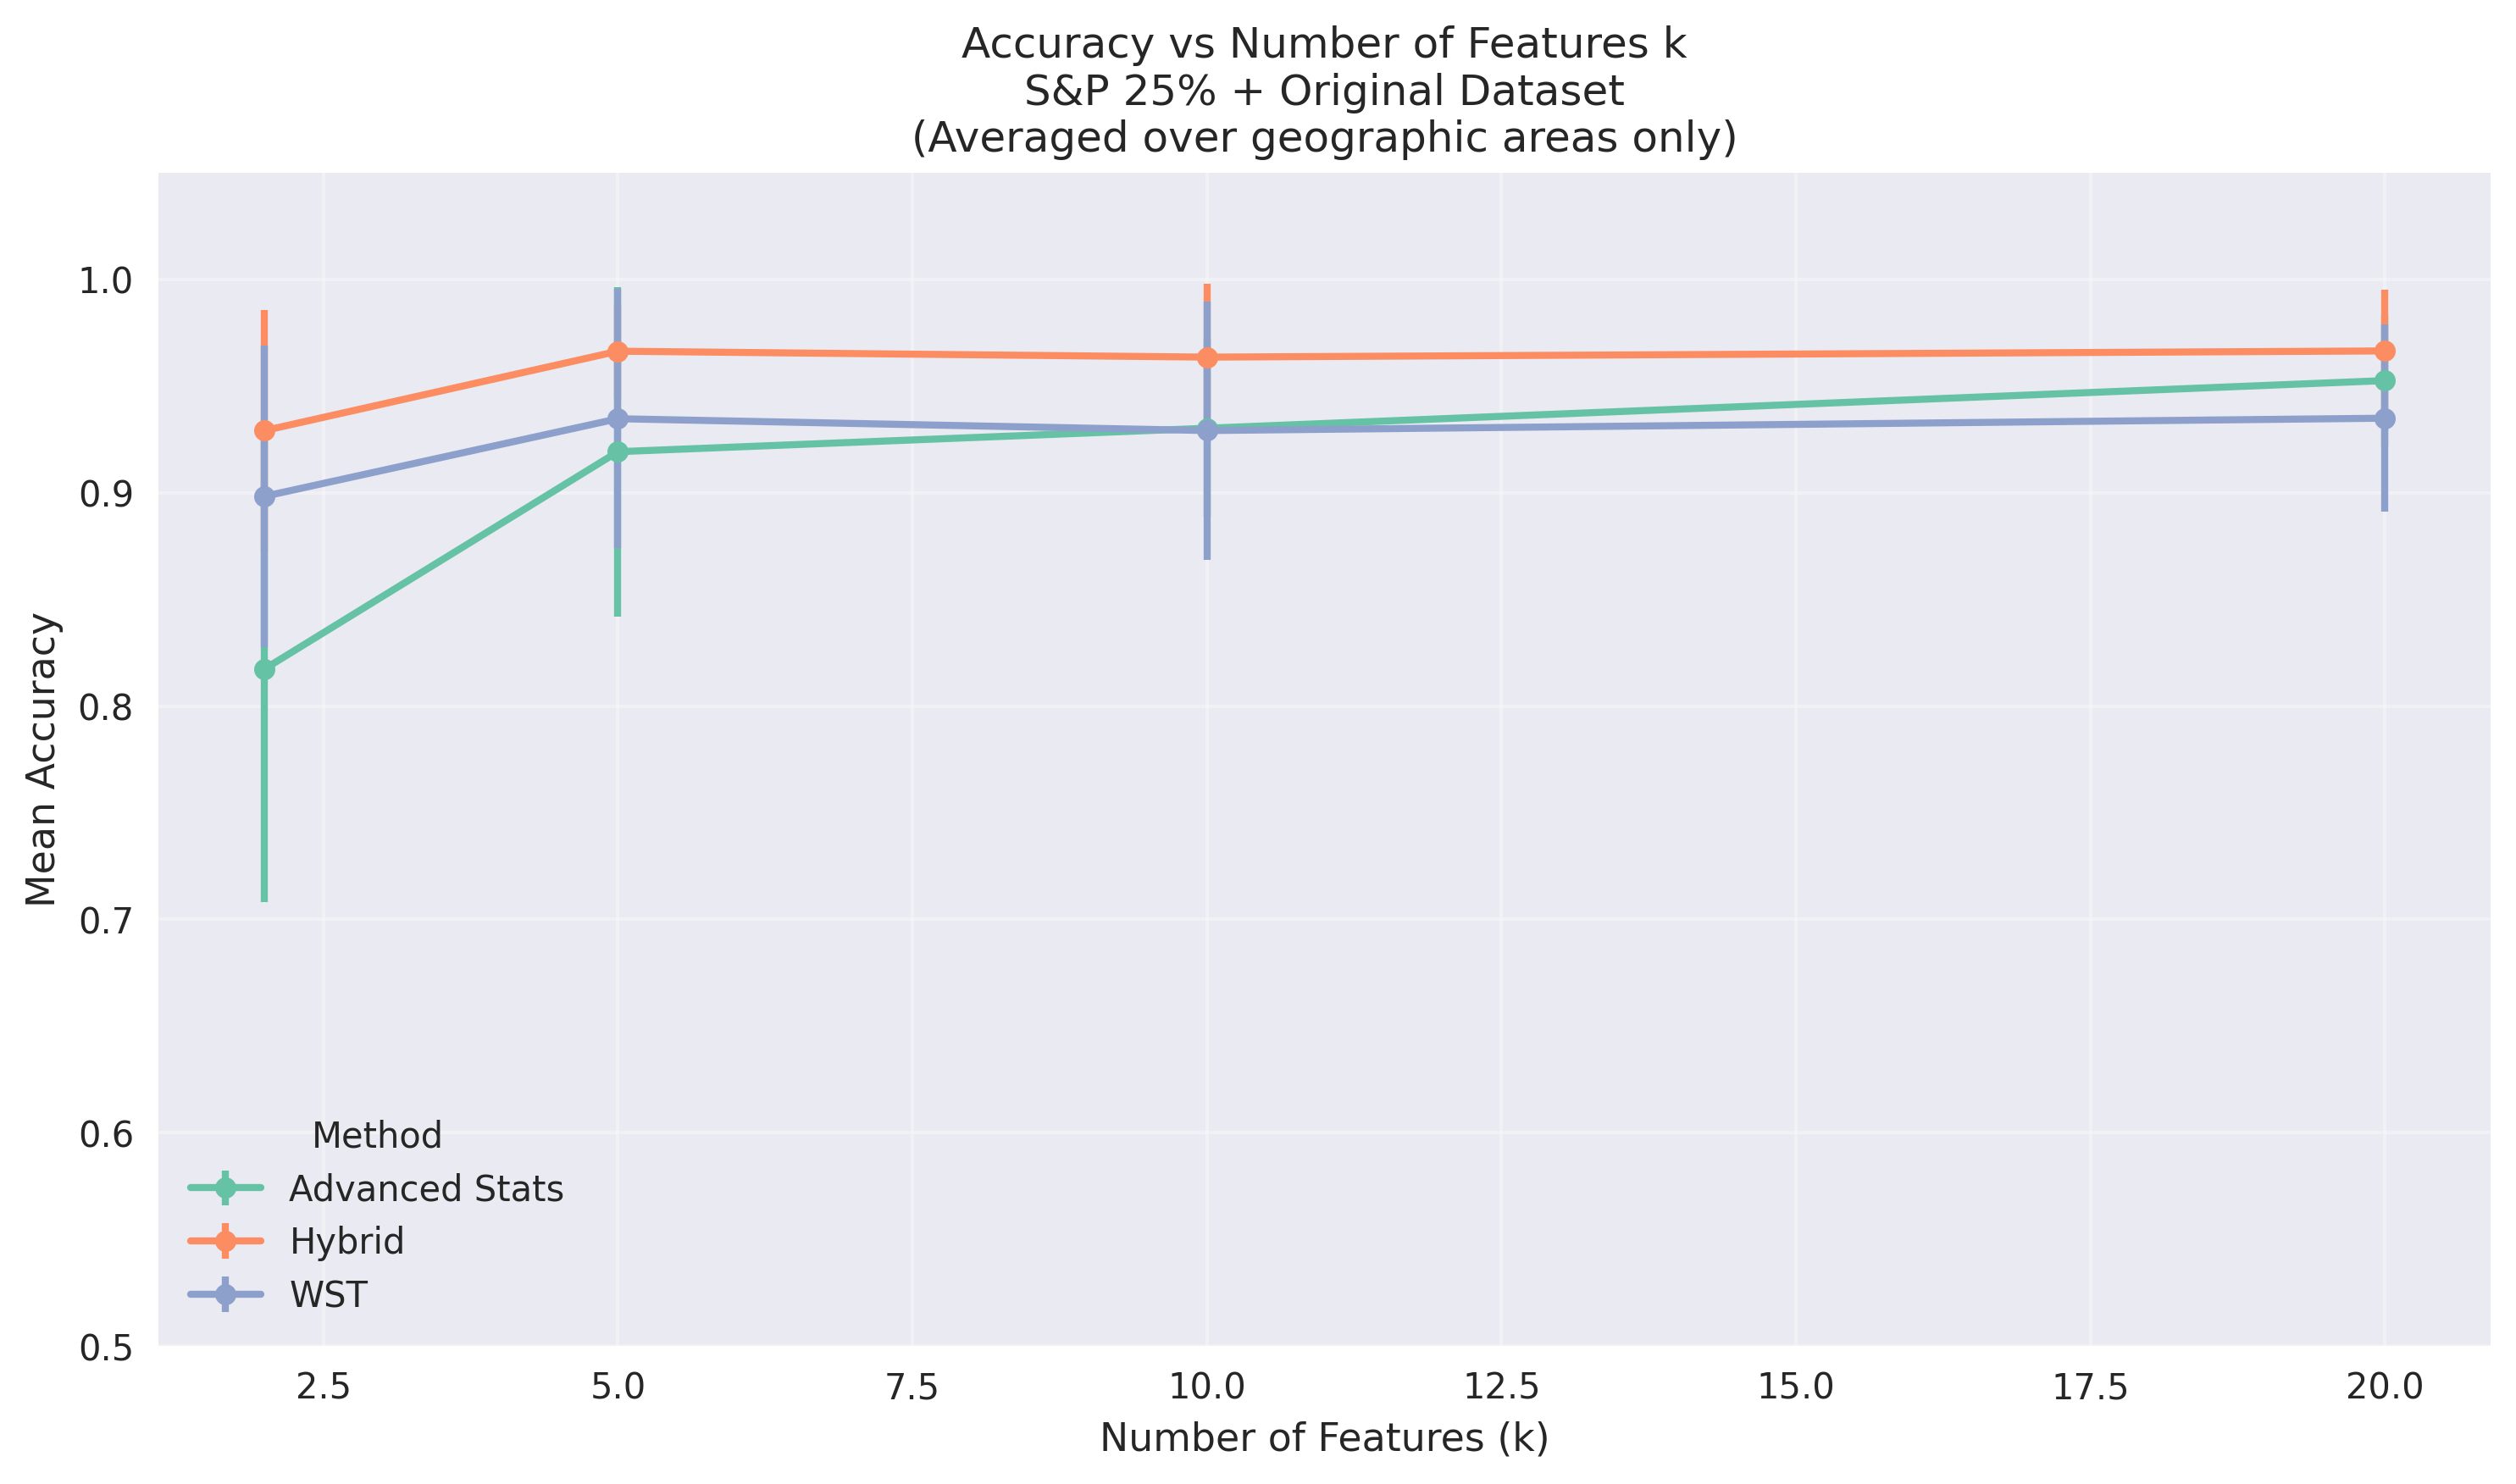 Accuracy vs Number of Features k
S&P 25% + Original Dataset
(Averaged over geographic areas only)
Mean Accuracy
1.0
0.9
0.8
0.7
0.6
0.5
Method
Advanced Stats
Hybrid
WST
2.5 5.0 7.5 10.0 12.5 15.0 17.5 20.0
Number of Features (k)